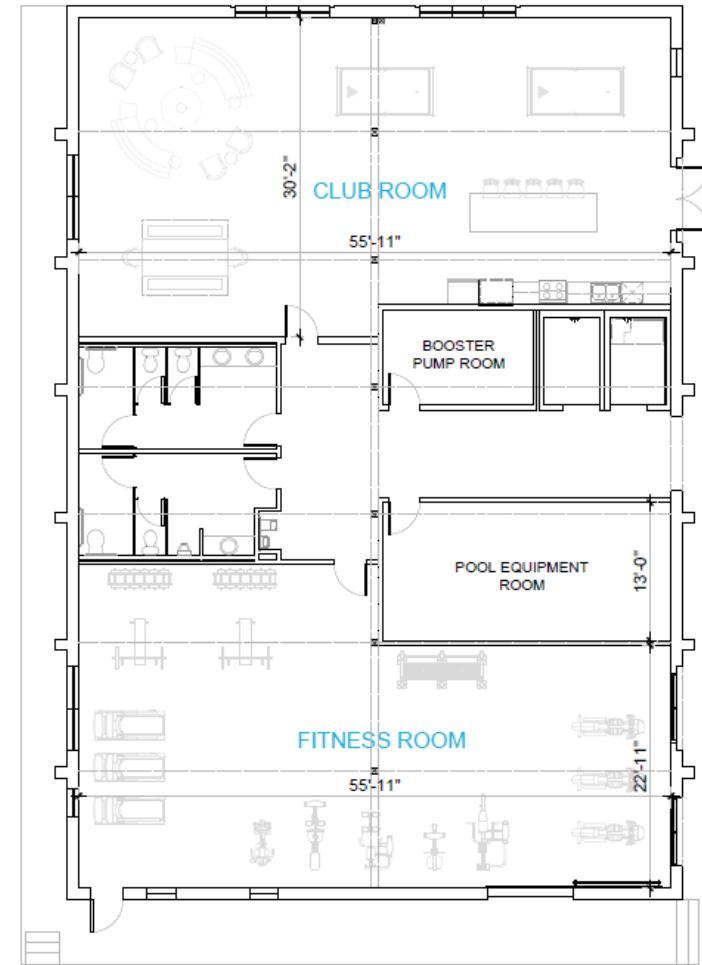 30'-2"
CLUB ROOM
55'-11"
BOOSTER
PUMP ROOM
POOL EQUIPMENT
ROOM
13'-0"
FITNESS ROOM
22'-11"
55'-11"